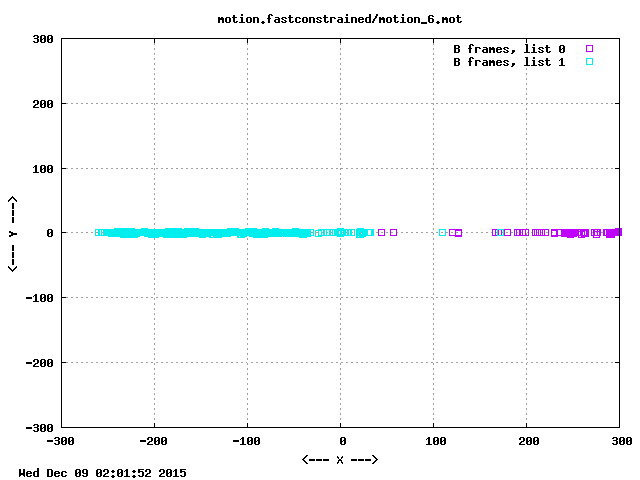 motion.fastconstrained/motion_6.mot
B frames, list 0
B frames, list 1
300
200
100
0
-100
-200
-300
-300 -200 -100 0 100 200 300
<--- Y --->
<--- X --->
Wed Dec 09 02:01:52 2015